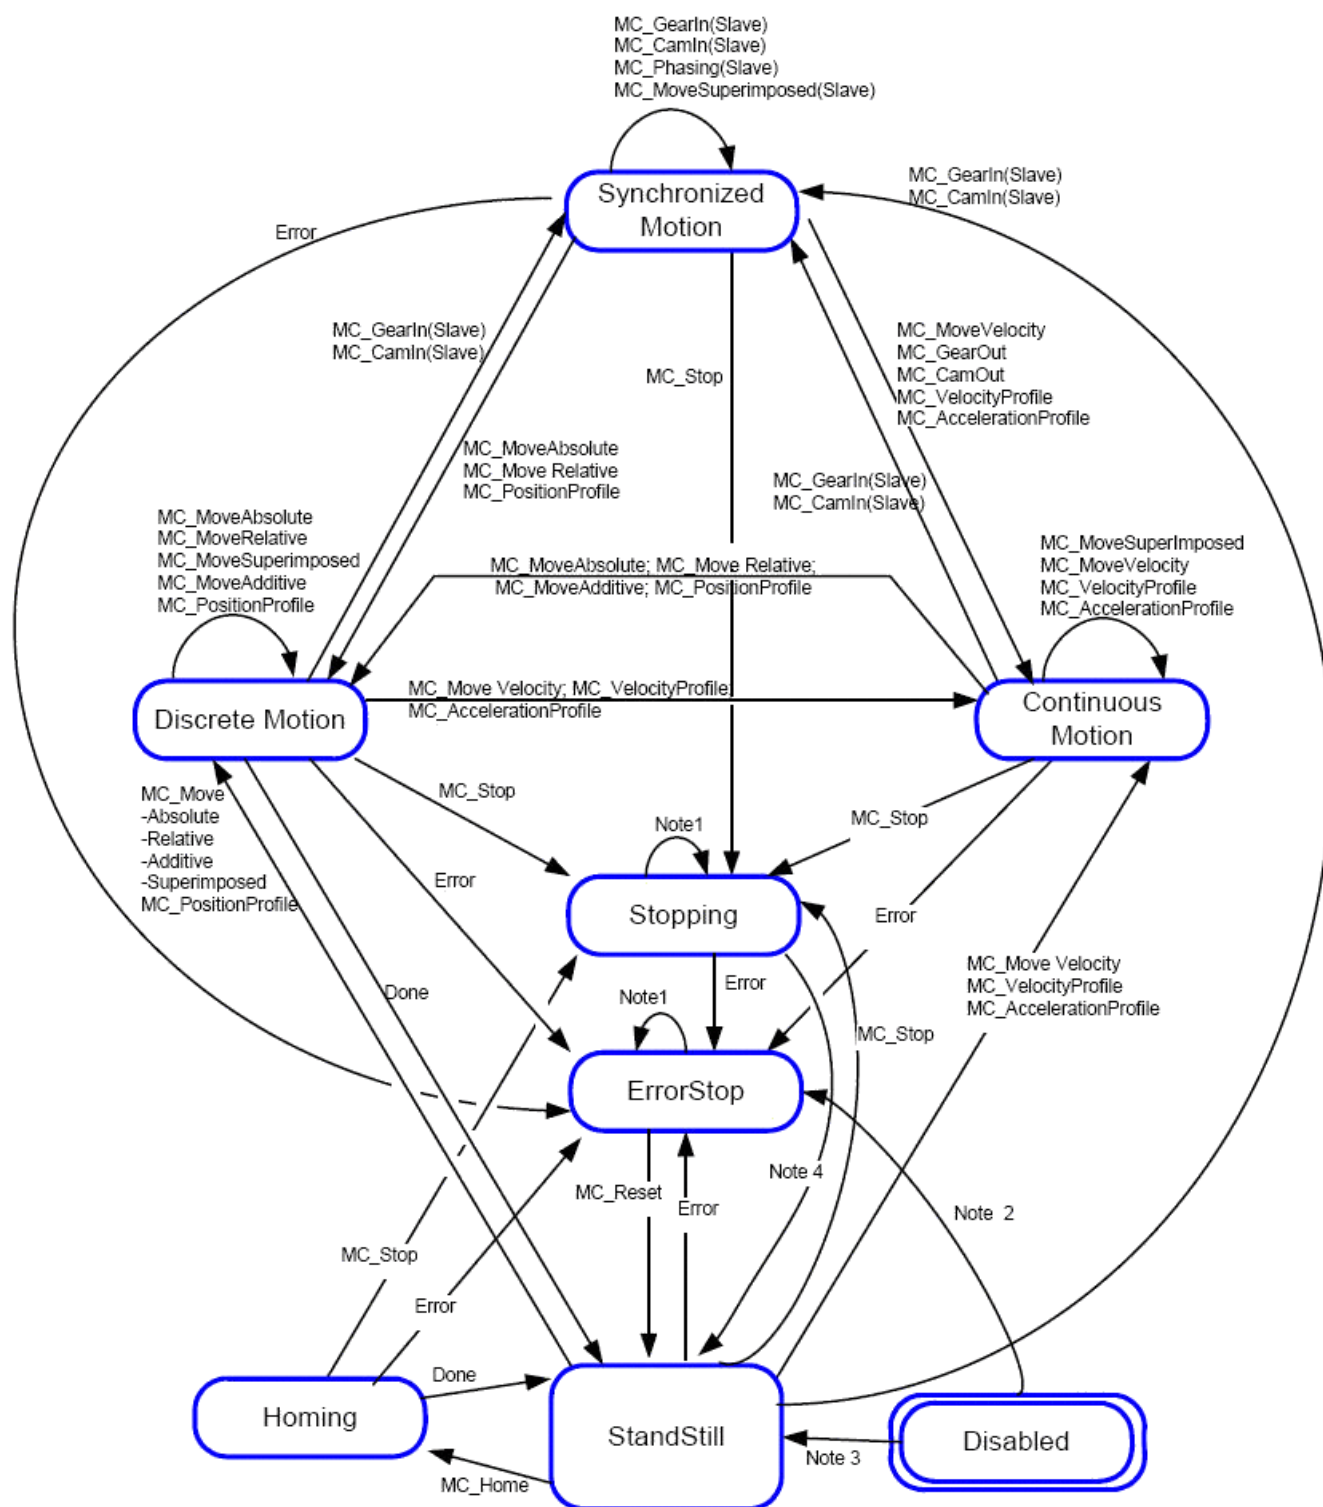 MC_GearIn(Slave)
MC_CamIn(Slave)
MC_Phasing(Slave)
MC_MoveSuperimposed(Slave)
Synchronized
Motion
MC_GearIn(Slave)
MC_CamIn(Slave)
Error
MC_GearIn(Slave)
MC_CamIn(Slave)
MC_Stop
MC_MoveVelocity
MC_GearOut
MC_CamOut
MC_VelocityProfile
MC_AccelerationProfile
MC_MoveAbsolute
MC_Move Relative
MC_PositionProfile
MC_GearIn(Slave)
MC_CamIn(Slave)
MC_MoveAbsolute
MC_MoveRelative
MC_MoveSuperimposed
MC_MoveAdditive
MC_PositionProfile
MC_MoveAbsolute; MC_Move Relative;
MC_MoveAdditive; MC_PositionProfile
MC_MoveSuperImposed
MC_MoveVelocity
MC_VelocityProfile
MC_AccelerationProfile
Discrete Motion
MC_Move Velocity; MC_VelocityProfile;
MC_AccelerationProfile
Continuous
Motion
MC_Move
-Absolute
-Relative
-Additive
-Superimposed
MC_PositionProfile
MC_Stop
Note1
MC_Stop
Error
Stopping
Error
MC_Move Velocity
MC_VelocityProfile
MC_AccelerationProfile
Done
Note1
Error
MC_Stop
ErrorStop
MC_Reset
Error
Note 4
Note 2
MC_Stop
Error
Done
Homing
StandStill
Disabled
Note 3
MC_Home